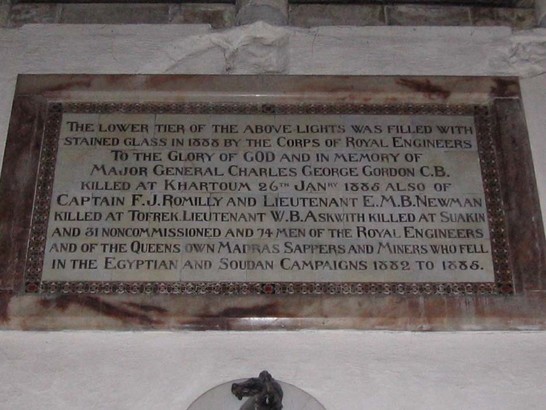 THE LOWER TIER OF THE ABOVE LIGHTS WAS FILLED WITH
STAINED GLASS IN 1888 BY THE CORPS OF ROYAL ENGINEERS
TO THE GLORY OF GOD AND IN MEMORY OF
MAJOR GENERAL CHARLES GEORGE GORDON C.B.
KILLED AT KHARTOUM 26TH JANRY 1885 ALSO OF
CAPTAIN F.J.ROMILLY AND LIEUTENANT E.M.B.NEWMAN
KILLED AT TOFREK.LIEUTENANT W.B.ASKWITH KILLED AT SUAKIN
AND 31 NONCOMMISSIONED AND 74 MEN OF THE ROYAL ENGINEERS
AND OF THE QUEENS OWN MADRAS SAPPERS AND MINERS WHO FELL
IN THE EGYPTIAN AND SOUDAN CAMPAIGNS 1882 TO 1885.